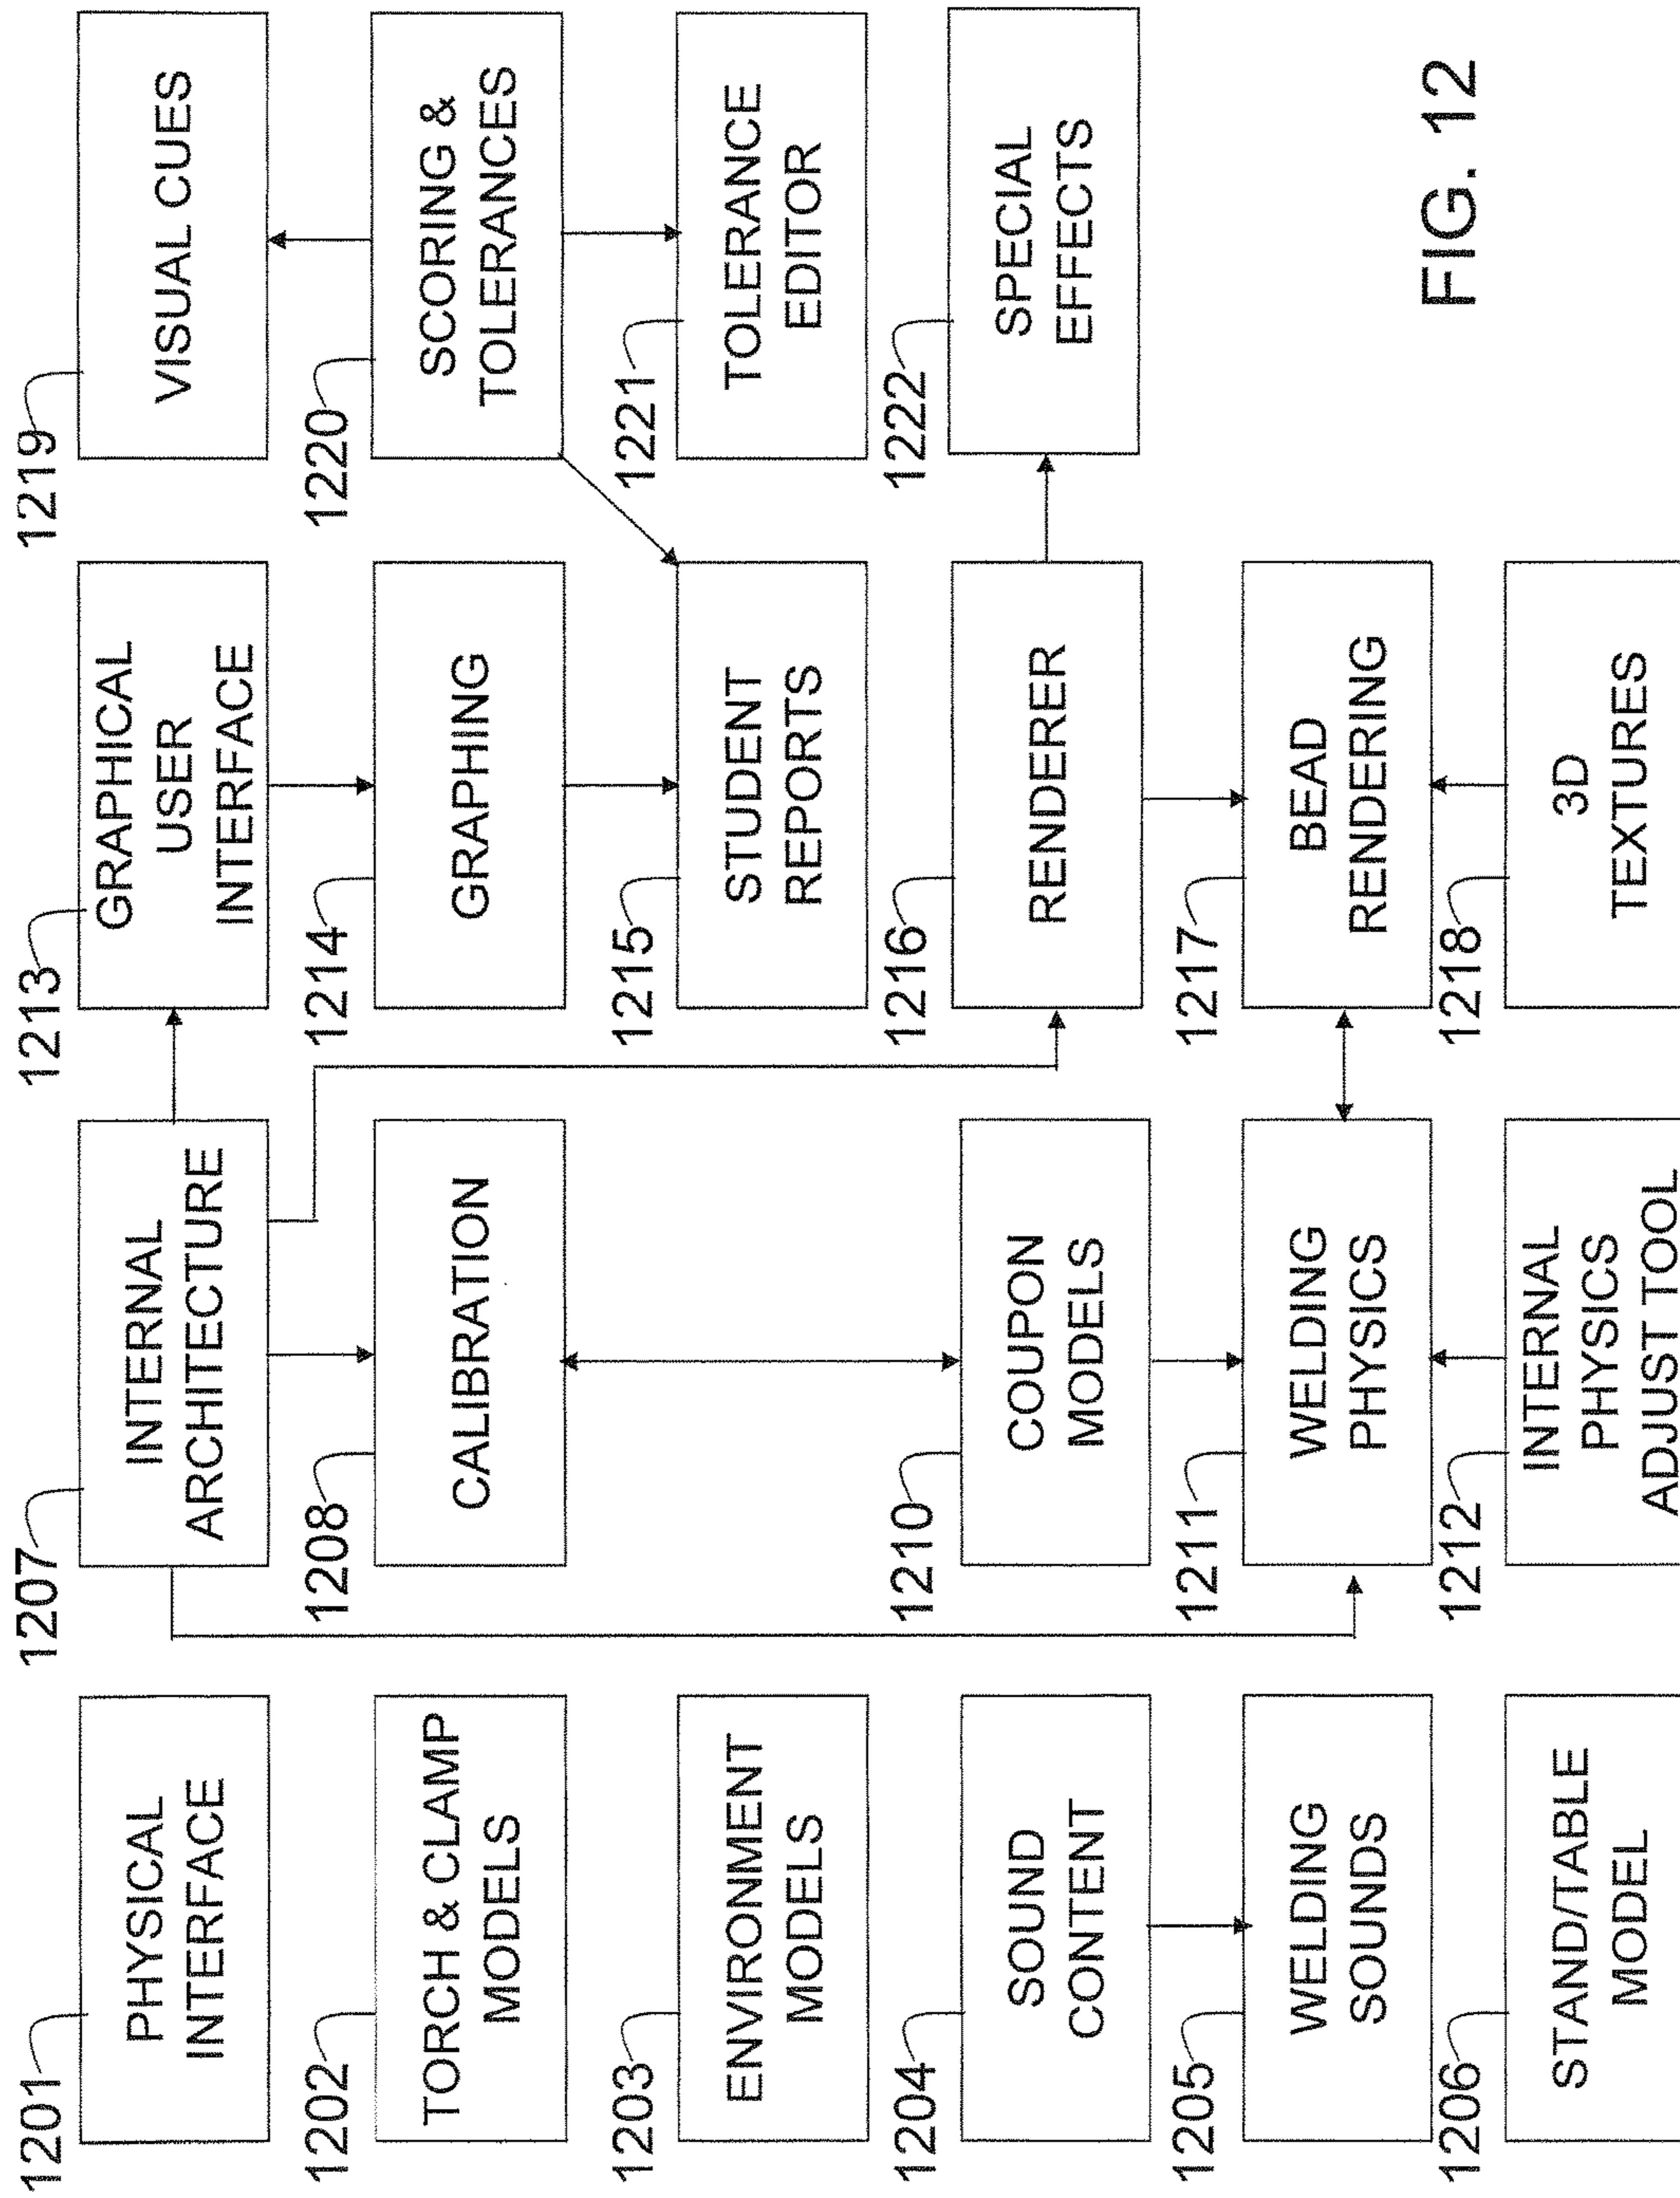 1201
PHYSICAL
INTERFACE
1202
TORCH & CLAMP
MODELS
1203
ENVIRONMENT
MODELS
1204
SOUND
CONTENT
1205
WELDING
SOUNDS
1206
STAND/TABLE
MODEL
1207
INTERNAL
ARCHITECTURE
1208
CALIBRATION
1210
COUPON
MODELS
1211
WELDING
PHYSICS
1212
INTERNAL
PHYSICS
ADJUST TOOL
1213
GRAPHICAL
USER
INTERFACE
1214
GRAPHING
1215
STUDENT
REPORTS
1216
RENDERER
1217
BEAD
RENDERING
1218
3D
TEXTURES
1219
VISUAL CUES
1220
SCORING &
TOLERANCES
1221
TOLERANCE
EDITOR
1222
SPECIAL
EFFECTS
FIG. 12